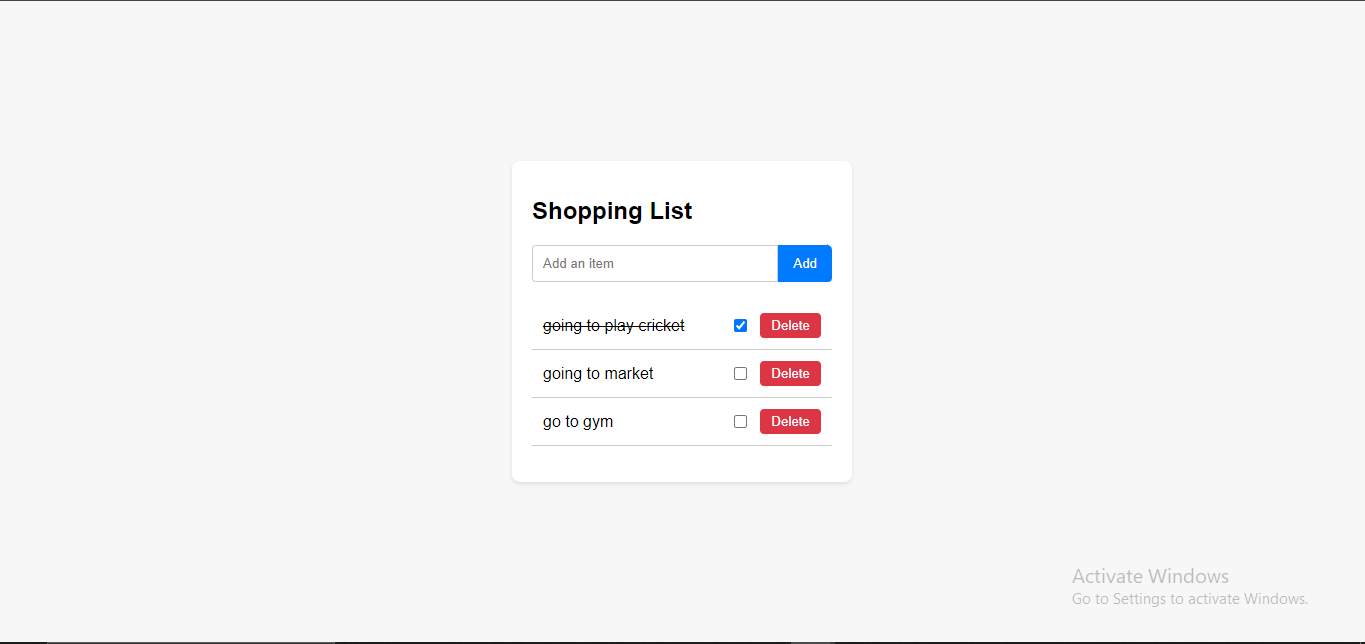 Shopping List
Add an item Add
going to play cricket Delete
going to market Delete
go to gym Delete
Activate Windows
Go to Settings to activate Windows.